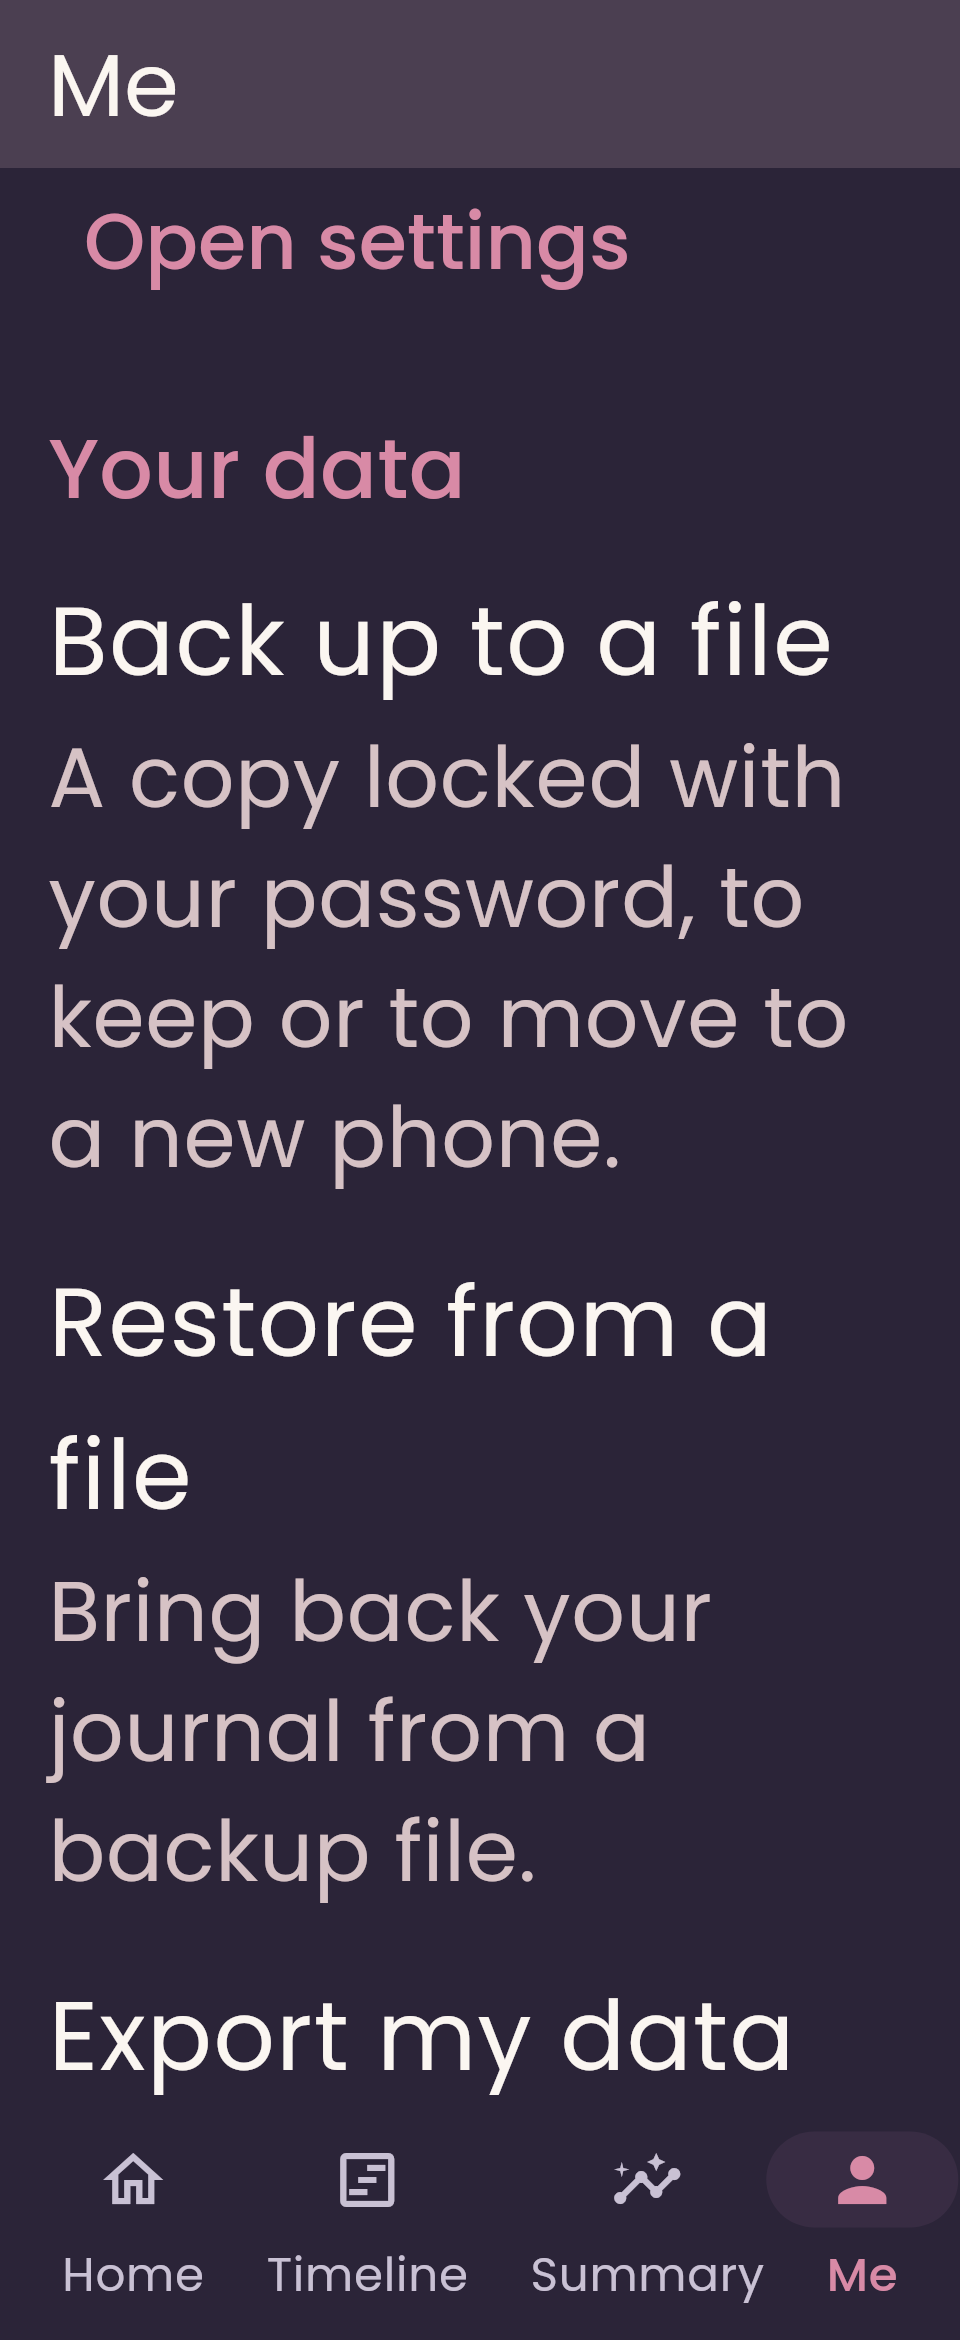 Me
Open settings
Your data
Back up to a file
A copy locked with
your password, to
keep or to move to
a new phone.
Restore from a
file
Bring back your
journal from a
backup file.
Export my data
Home
Timeline
Summary
Me